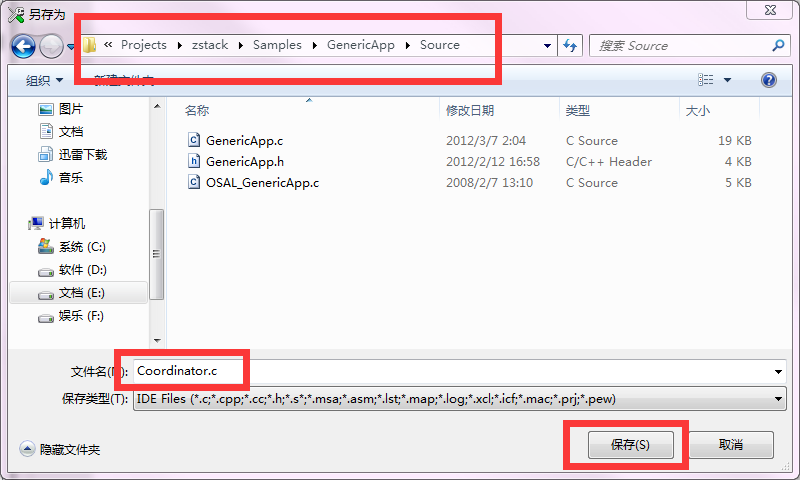 另存为
« Projects ▸ zstack ▸ Samples ▸ GenericApp ▸ Source
搜索 Source
组织 新建文件夹
名称 修改日期 类型 大小
图片
文档
迅雷下载
音乐
计算机
系统 (C:)
软件 (D:)
文档 (E:)
娱乐 (F:)
GenericApp.c 2012/3/7 2:04 C Source 19 KB
GenericApp.h 2012/2/12 16:58 C/C++ Header 4 KB
OSAL_GenericApp.c 2008/2/7 13:10 C Source 5 KB
文件名(N): Coordinator.c
保存类型(T): IDE Files (*.c;*.cpp;*.cc;*.h;*.s*;*.msa;*.asm;*.lst;*.map;*.log;*.xcl;*.icf;*.mac;*.prj;*.pew)
隐藏文件夹 保存(S) 取消